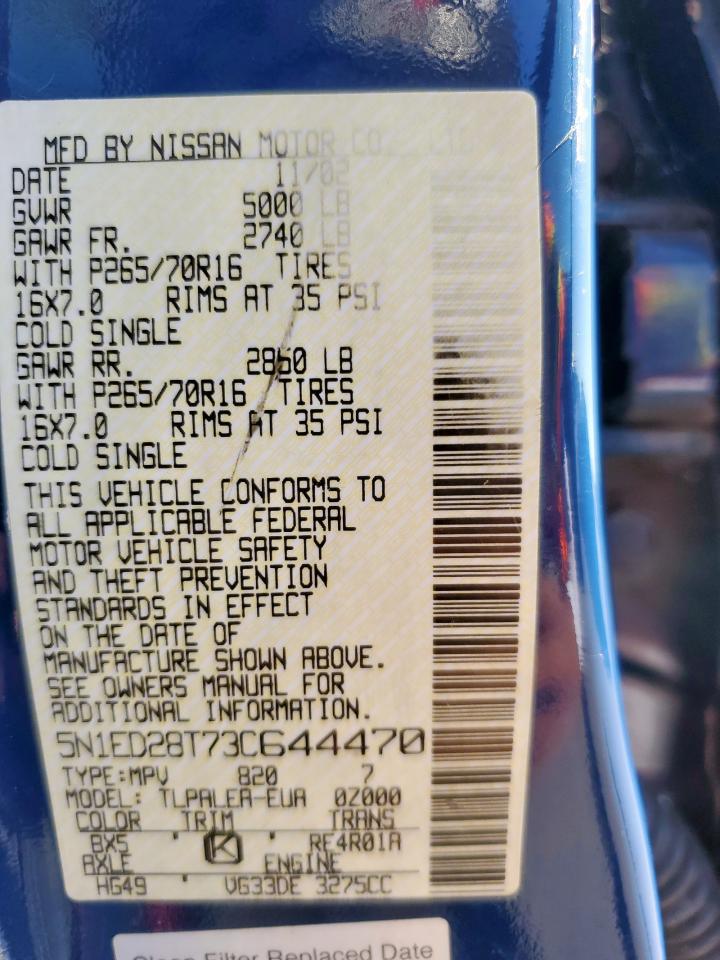 MFD BY NISSAN MOTOR CO., LTD
DATE 11/02
GVWR 5000 LB
GAWR FR. 2740 LB
WITH P265/70R16 TIRES
16X7.0 RIMS AT 35 PSI
COLD SINGLE
GAWR RR. 2860 LB
WITH P265/70R16 TIRES
16X7.0 RIMS AT 35 PSI
COLD SINGLE
THIS VEHICLE CONFORMS TO
ALL APPLICABLE FEDERAL
MOTOR VEHICLE SAFETY
AND THEFT PREVENTION
STANDARDS IN EFFECT
ON THE DATE OF
MANUFACTURE SHOWN ABOVE.
SEE OWNERS MANUAL FOR
ADDITIONAL INFORMATION.
5N1ED28T73C644470
TYPE:MPV 820 7
MODEL: TLPALEA-EUA 0Z000
COLOR TRIM TRANS
BX5 ' K ' RE4R01A
AXLE ENGINE
HG49 ' VG33DE 3275CC
Filter Replaced Date